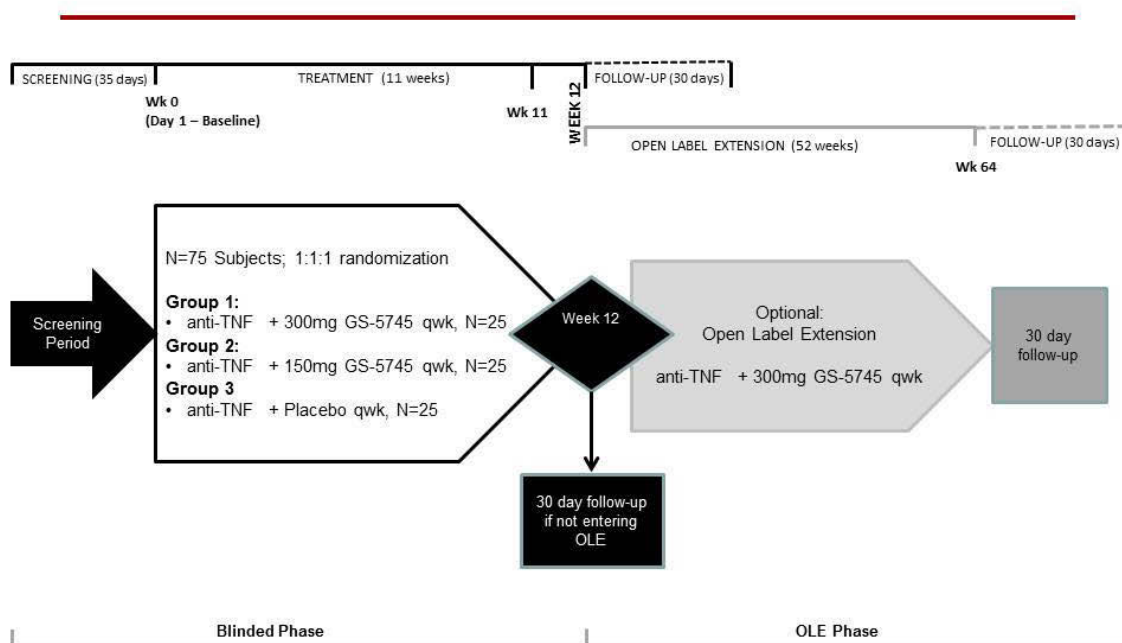 SCREENING (35 days)
TREATMENT (11 weeks)
FOLLOW-UP (30 days)
Wk 0
(Day 1 – Baseline)
Wk 11
WEEK 12
OPEN LABEL EXTENSION (52 weeks)
FOLLOW-UP (30 days)
Wk 64
N=75 Subjects; 1:1:1 randomization
Group 1:
• anti-TNF + 300mg GS-5745 qwk, N=25
Group 2:
• anti-TNF + 150mg GS-5745 qwk, N=25
Group 3
• anti-TNF + Placebo qwk, N=25
Screening
Period
Week 12
Optional:
Open Label Extension
anti-TNF + 300mg GS-5745 qwk
30 day
follow-up
30 day follow-up
if not entering
OLE
Blinded Phase
OLE Phase